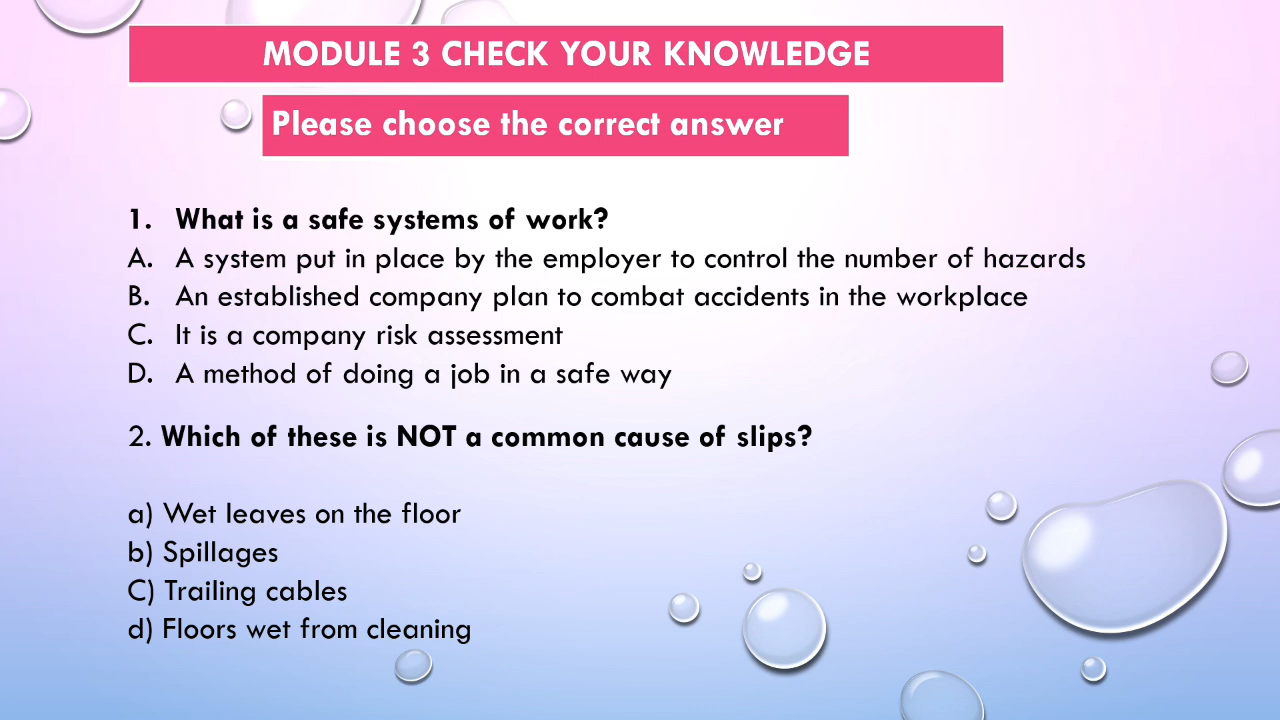 MODULE 3 CHECK YOUR KNOWLEDGE
Please choose the correct answer
1. What is a safe systems of work?
A. A system put in place by the employer to control the number of hazards
B. An established company plan to combat accidents in the workplace
C. It is a company risk assessment
D. A method of doing a job in a safe way
2. Which of these is NOT a common cause of slips?
a) Wet leaves on the floor
b) Spillages
C) Trailing cables
d) Floors wet from cleaning